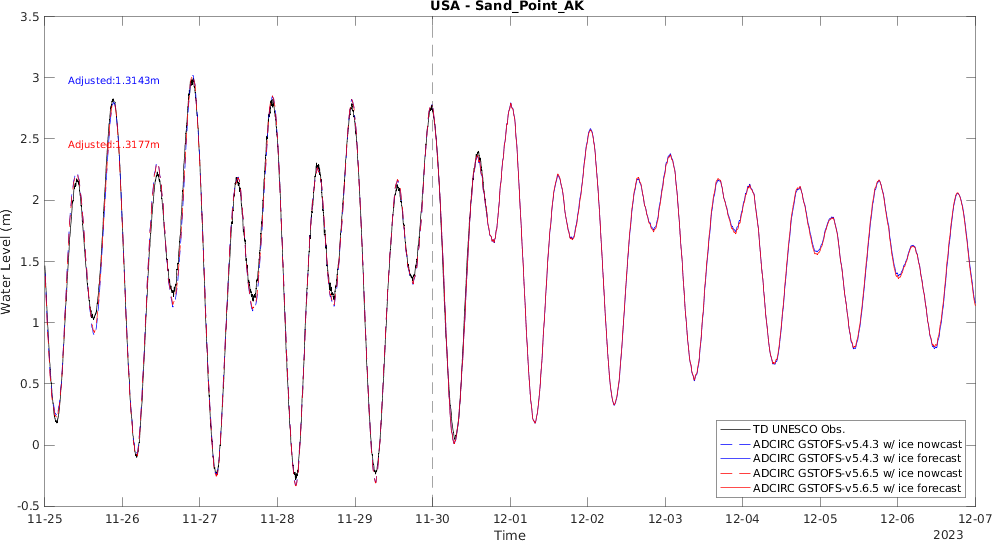 USA - Sand_Point_AK
3.5
3
2.5
2
1.5
1
0.5
0
-0.5
Water Level (m)
Adjusted:1.3143m
Adjusted:1.3177m
TD UNESCO Obs.
ADCIRC GSTOFS-v5.4.3 w/ ice nowcast
ADCIRC GSTOFS-v5.4.3 w/ ice forecast
ADCIRC GSTOFS-v5.6.5 w/ ice nowcast
ADCIRC GSTOFS-v5.6.5 w/ ice forecast
11-25 11-26 11-27 11-28 11-29 11-30 12-01 12-02 12-03 12-04 12-05 12-06 12-07
Time
2023